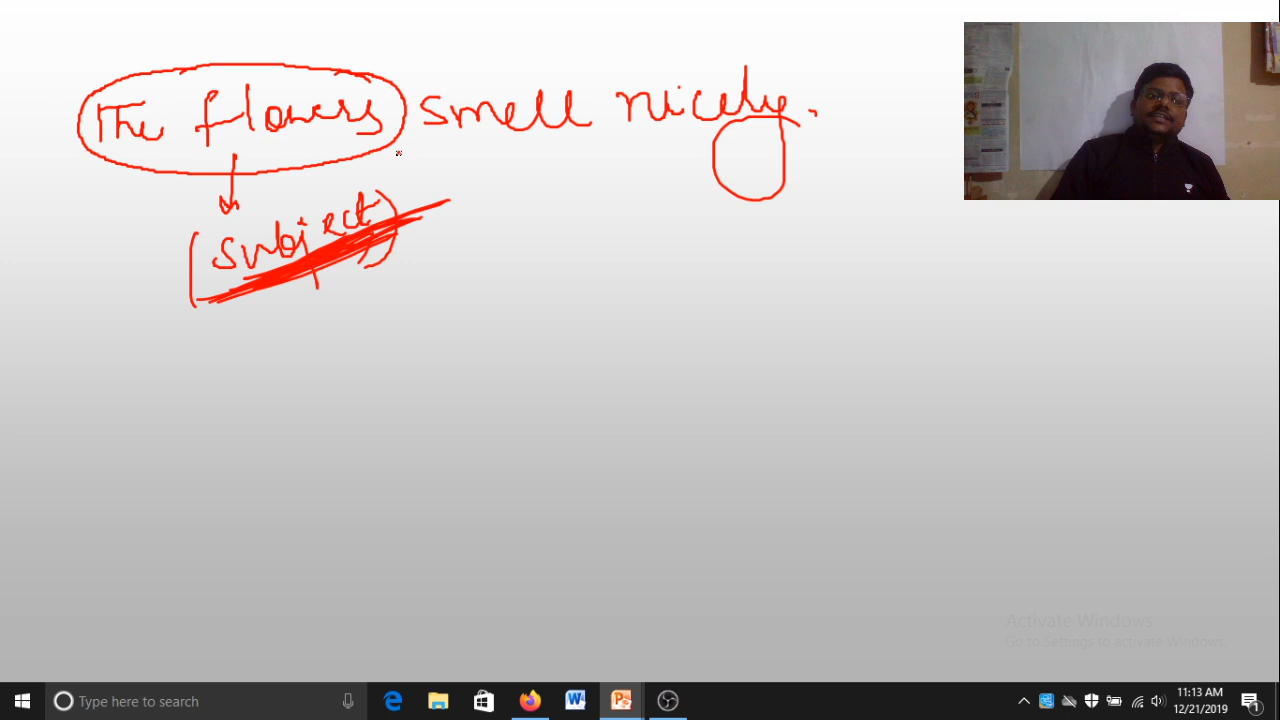 The flowers smell nicely.
(subject)
Activate Windows
Go to Settings to activate Windows.
Type here to search
11:13 AM
12/21/2019
1